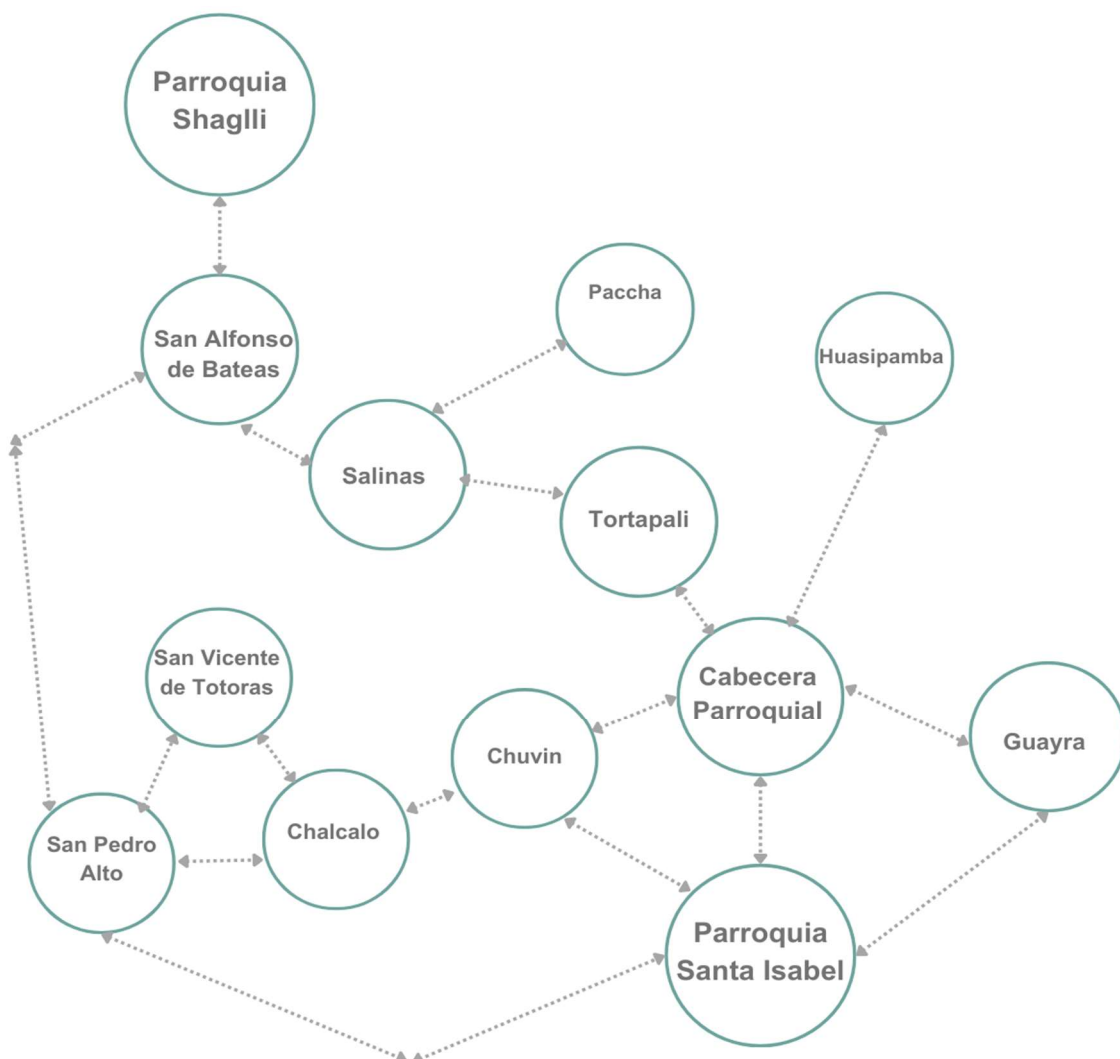 Parroquia
Shaglli
Paccha
San Alfonso
de Bateas
Huasipamba
Salinas
Tortapali
San Vicente
de Totoras
Cabecera
Parroquial
Chuvin
Guayra
Chalcalo
San Pedro
Alto
Parroquia
Santa Isabel